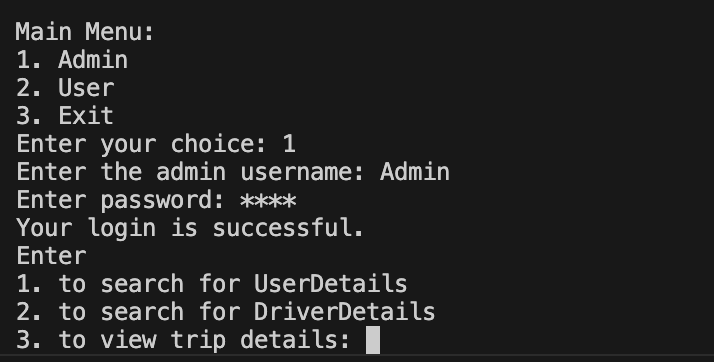 Main Menu:
1. Admin
2. User
3. Exit
Enter your choice: 1
Enter the admin username: Admin
Enter password: ****
Your login is successful.
Enter
1. to search for UserDetails
2. to search for DriverDetails
3. to view trip details: